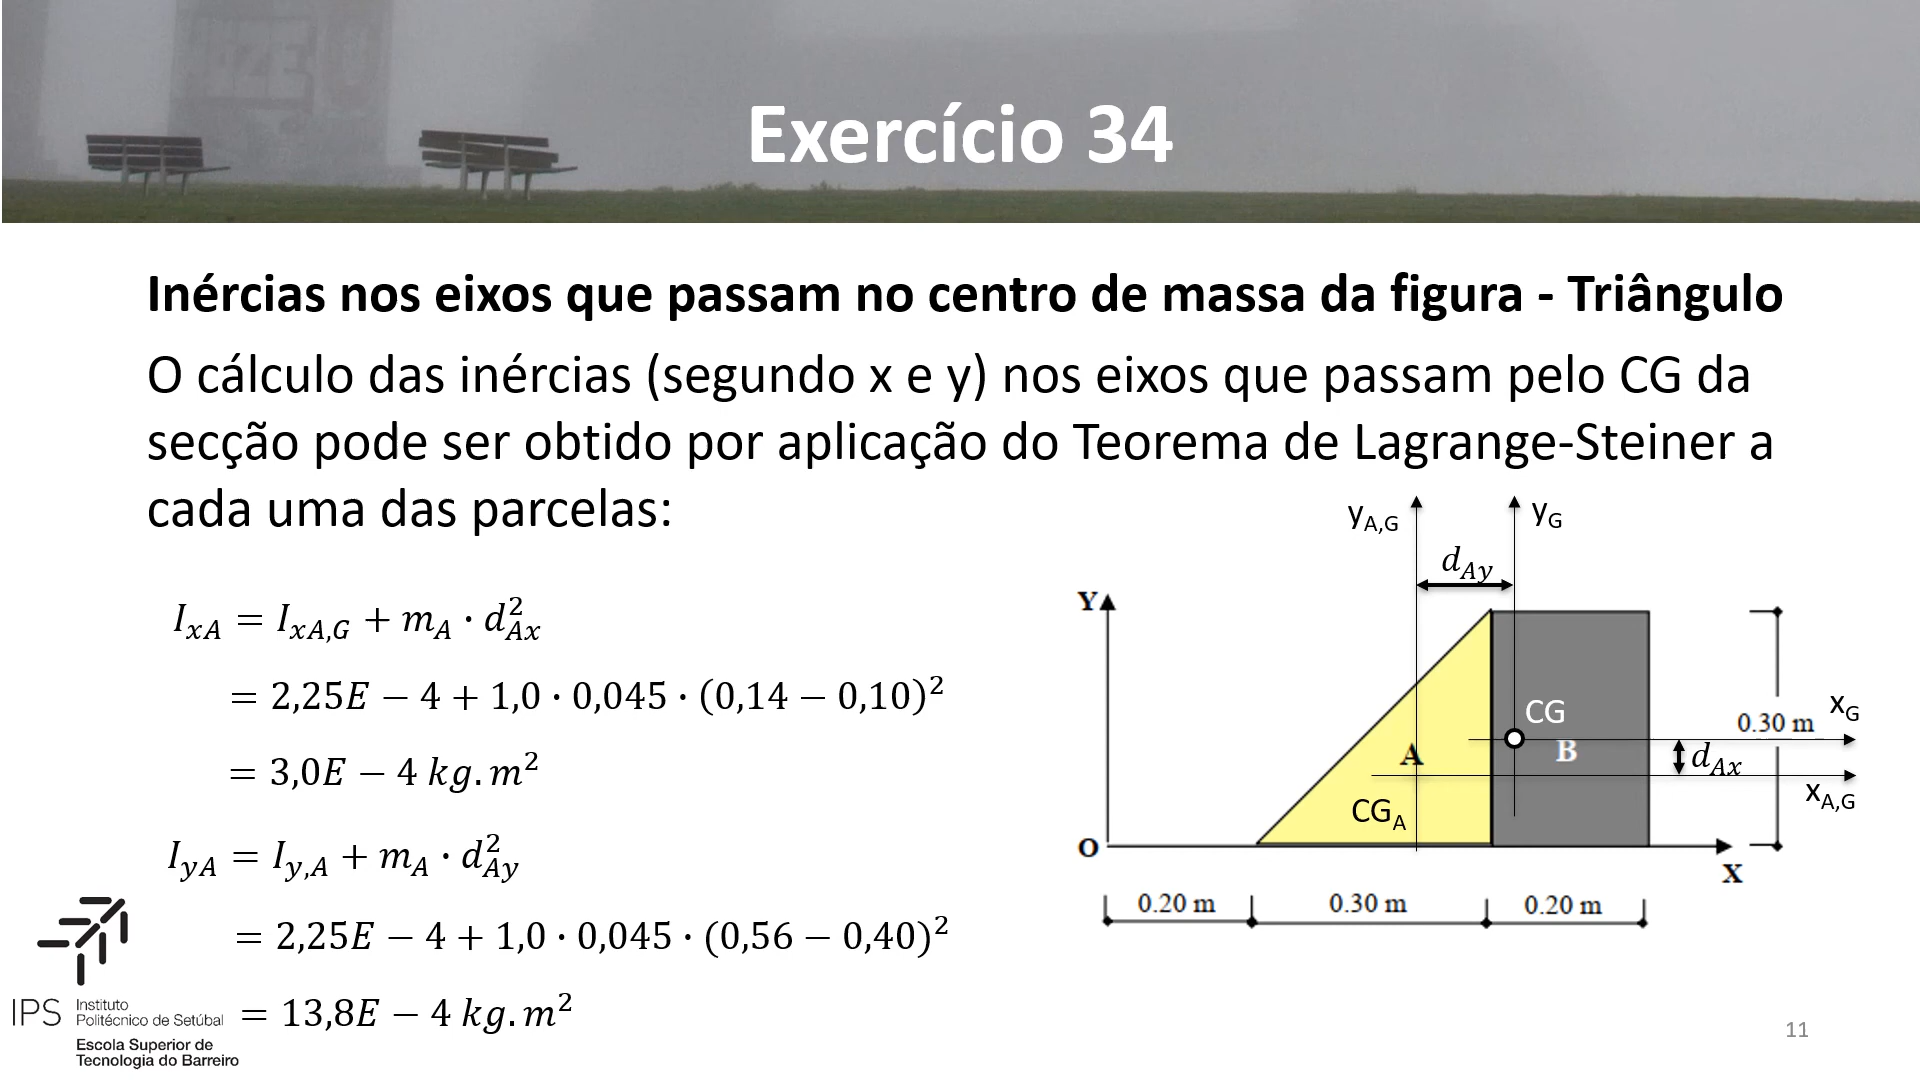 Exercício 34
Inércias nos eixos que passam no centro de massa da figura - Triângulo
O cálculo das inércias (segundo x e y) nos eixos que passam pelo CG da
secção pode ser obtido por aplicação do Teorema de Lagrange-Steiner a
cada uma das parcelas:
I_{xA} = I_{xA,G} + m_A · d_{Ax}^2
= 2,25E − 4 + 1,0 · 0,045 · (0,14 − 0,10)^2
= 3,0E − 4 kg.m^2
I_{yA} = I_{y,A} + m_A · d_{Ay}^2
= 2,25E − 4 + 1,0 · 0,045 · (0,56 − 0,40)^2
= 13,8E − 4 kg.m^2
y_{A,G}
y_G
d_{Ay}
Y
CG
x_G
0.30 m
A
B
d_{Ax}
x_{A,G}
CG_A
O
X
0.20 m
0.30 m
0.20 m
IPS
Instituto
Politécnico de Setúbal
Escola Superior de
Tecnologia do Barreiro
11